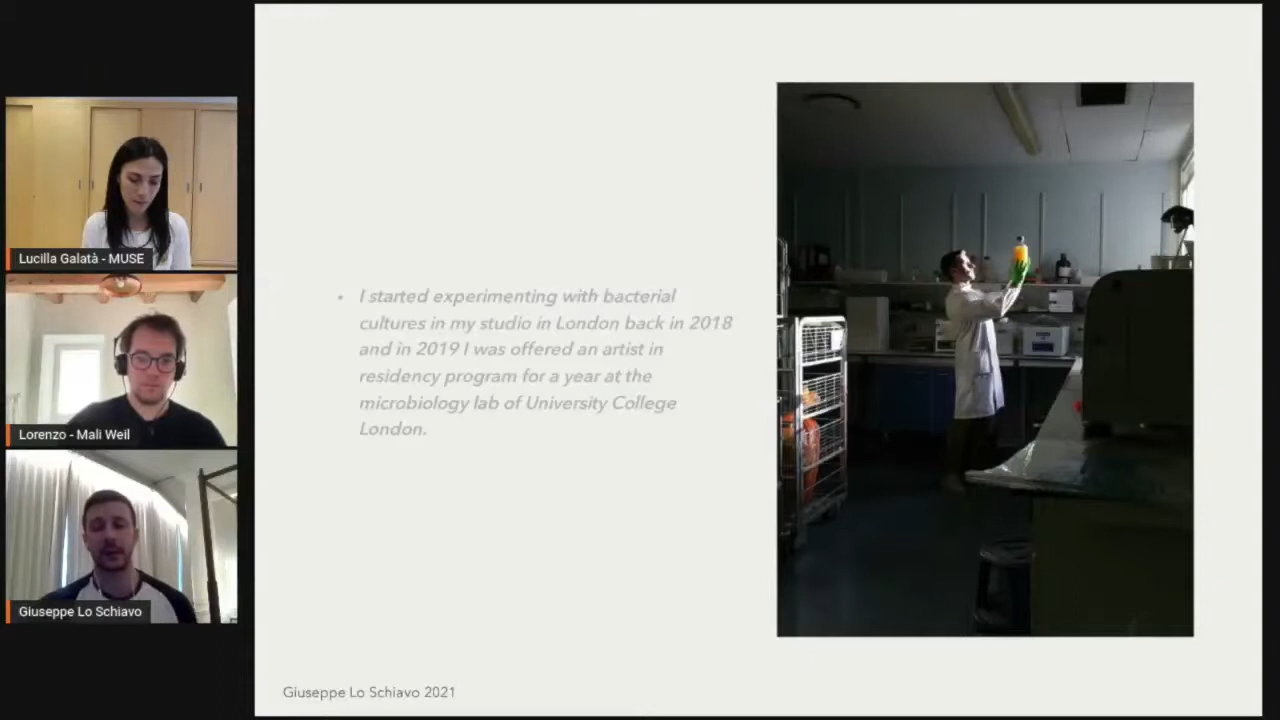 Lucilla Galatà - MUSE
Lorenzo - Mali Weil
Giuseppe Lo Schiavo
• I started experimenting with bacterial
cultures in my studio in London back in 2018
and in 2019 I was offered an artist in
residency program for a year at the
microbiology lab of University College
London.
Giuseppe Lo Schiavo 2021